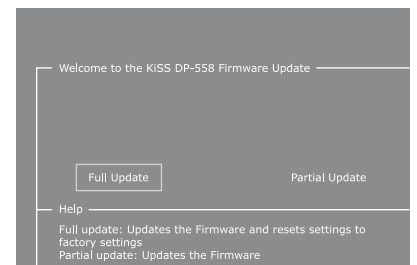 Welcome to the KiSS DP-558 Firmware Update
Full Update
Partial Update
Help
Full update: Updates the Firmware and resets settings to
factory settings
Partial update: Updates the Firmware